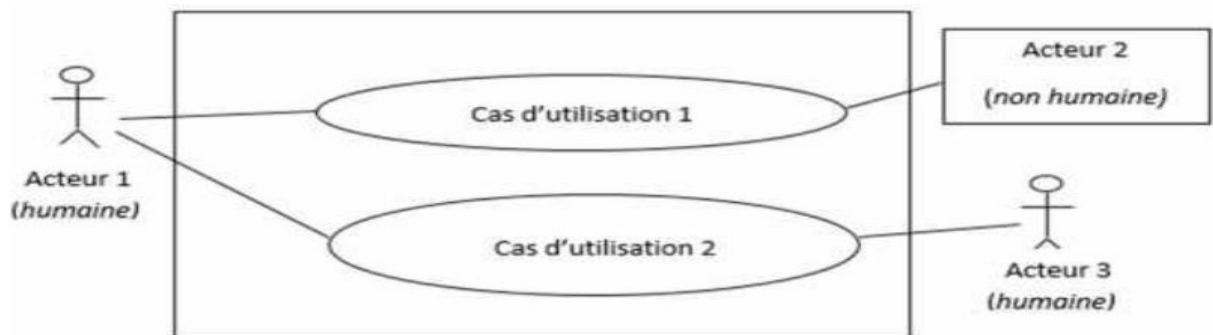 Acteur 2
(non humaine)
Cas d'utilisation 1
Acteur 1
(humaine)
Cas d'utilisation 2
Acteur 3
(humaine)